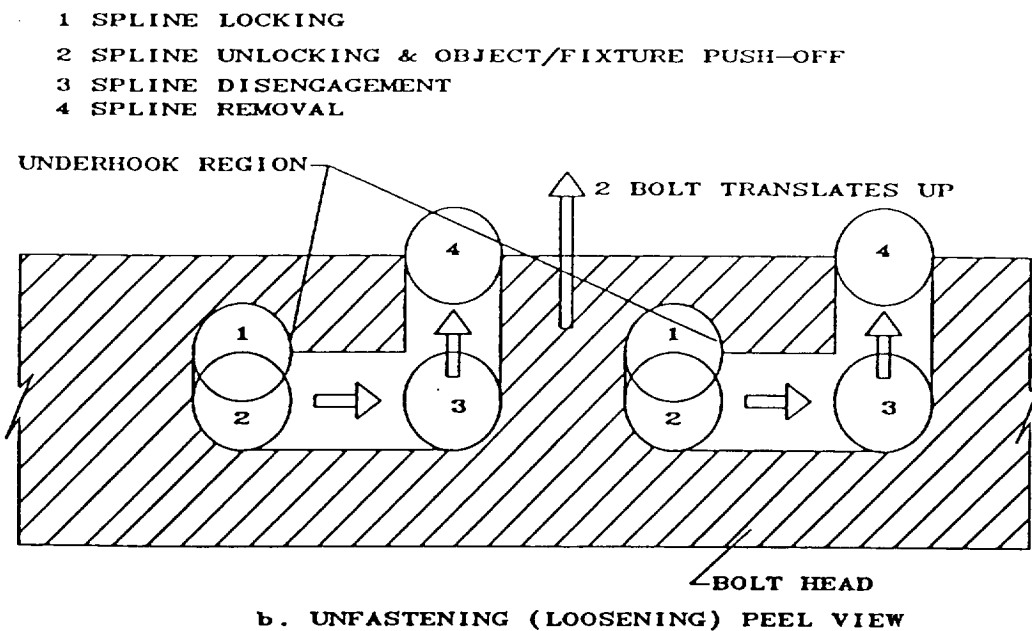 1 SPLINE LOCKING
2 SPLINE UNLOCKING & OBJECT/FIXTURE PUSH-OFF
3 SPLINE DISENGAGEMENT
4 SPLINE REMOVAL
UNDERHOOK REGION
2 BOLT TRANSLATES UP
4 4
1 1
2 3 2 3
BOLT HEAD
b. UNFASTENING (LOOSENING) PEEL VIEW